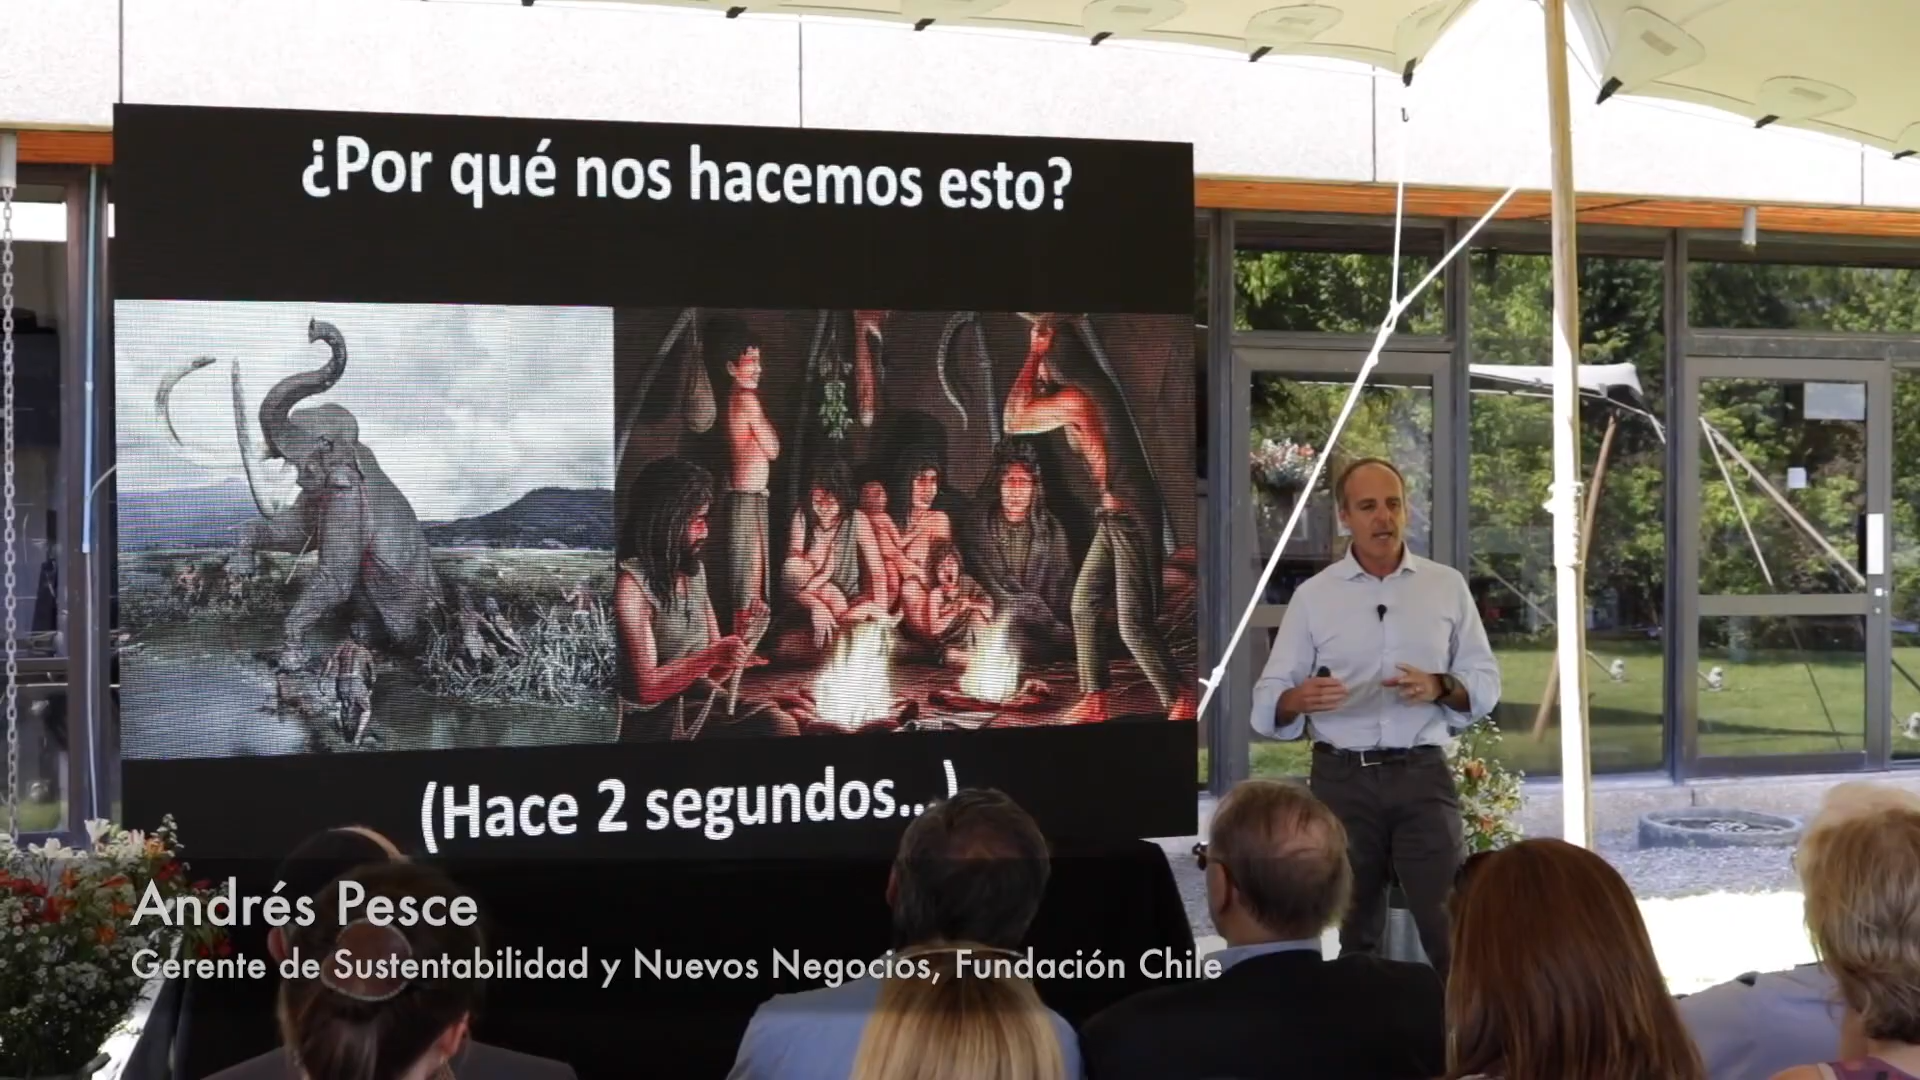 ¿Por qué nos hacemos esto?
(Hace 2 segundos...)
Andrés Pesce
Gerente de Sustentabilidad y Nuevos Negocios, Fundación Chile